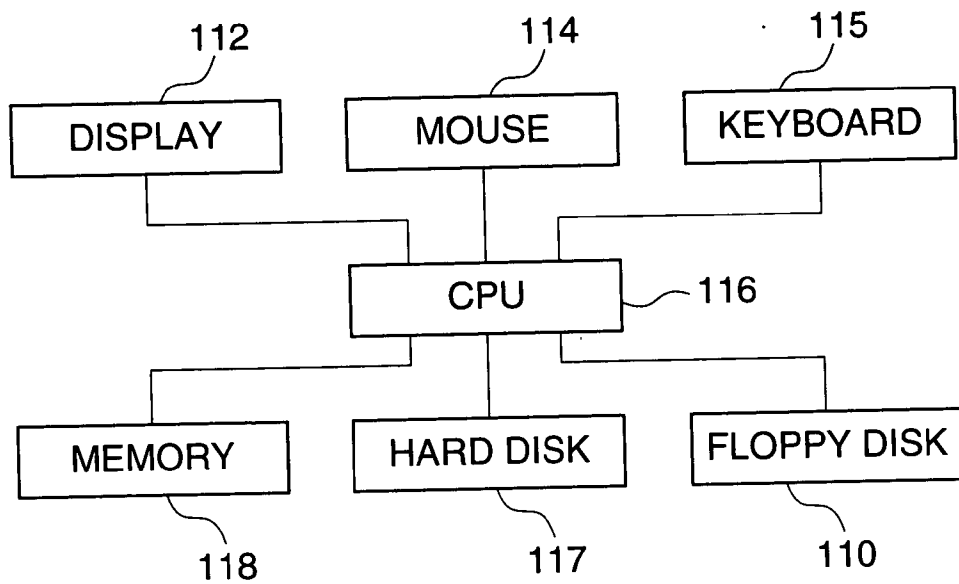 112
114
115
DISPLAY
MOUSE
KEYBOARD
CPU
116
MEMORY
HARD DISK
FLOPPY DISK
118
117
110